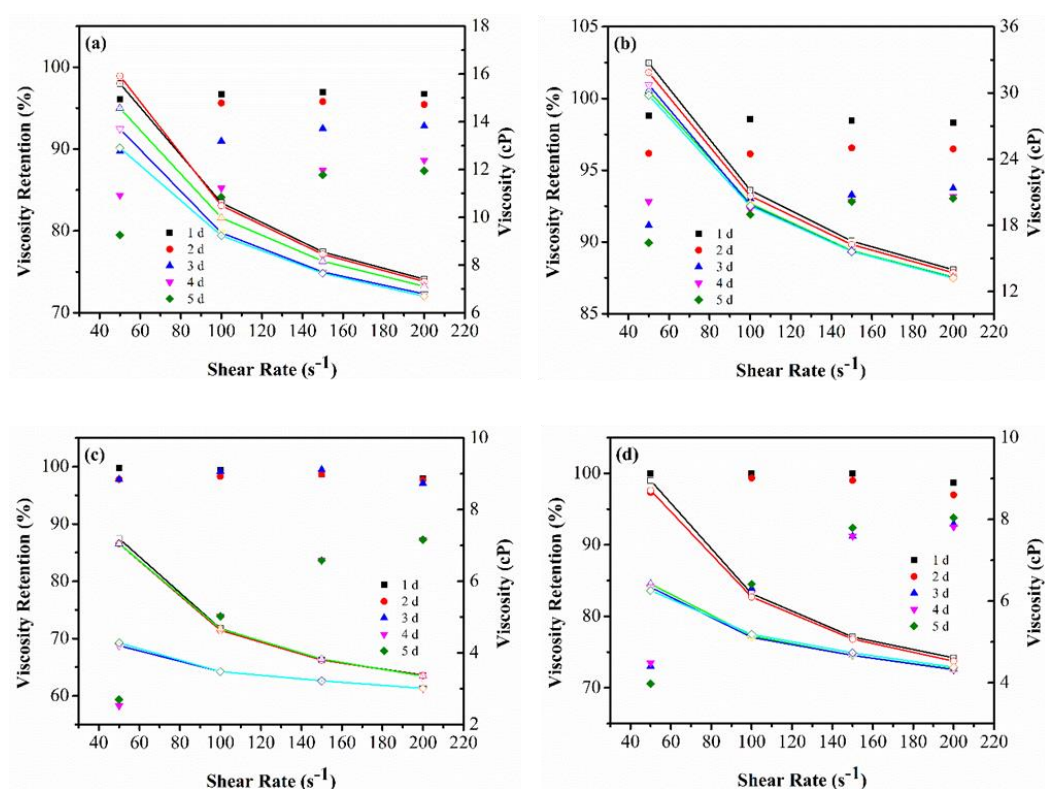 (a)
Viscosity Retention (%)
100
90
80
70
18
16
14
12
10
8
6
Viscosity (cP)
1 d
2 d
3 d
4 d
5 d
40 60 80 100 120 140 160 180 200 220
Shear Rate (s⁻¹)
(b)
Viscosity Retention (%)
105
100
95
90
85
36
30
24
18
12
Viscosity (cP)
1 d
2 d
3 d
4 d
5 d
40 60 80 100 120 140 160 180 200 220
Shear Rate (s⁻¹)
(c)
Viscosity Retention (%)
100
90
80
70
60
10
8
6
4
2
Viscosity (cP)
1 d
2 d
3 d
4 d
5 d
40 60 80 100 120 140 160 180 200 220
Shear Rate (s⁻¹)
(d)
Viscosity Retention (%)
100
90
80
70
10
8
6
4
Viscosity (cP)
1 d
2 d
3 d
4 d
5 d
40 60 80 100 120 140 160 180 200 220
Shear Rate (s⁻¹)